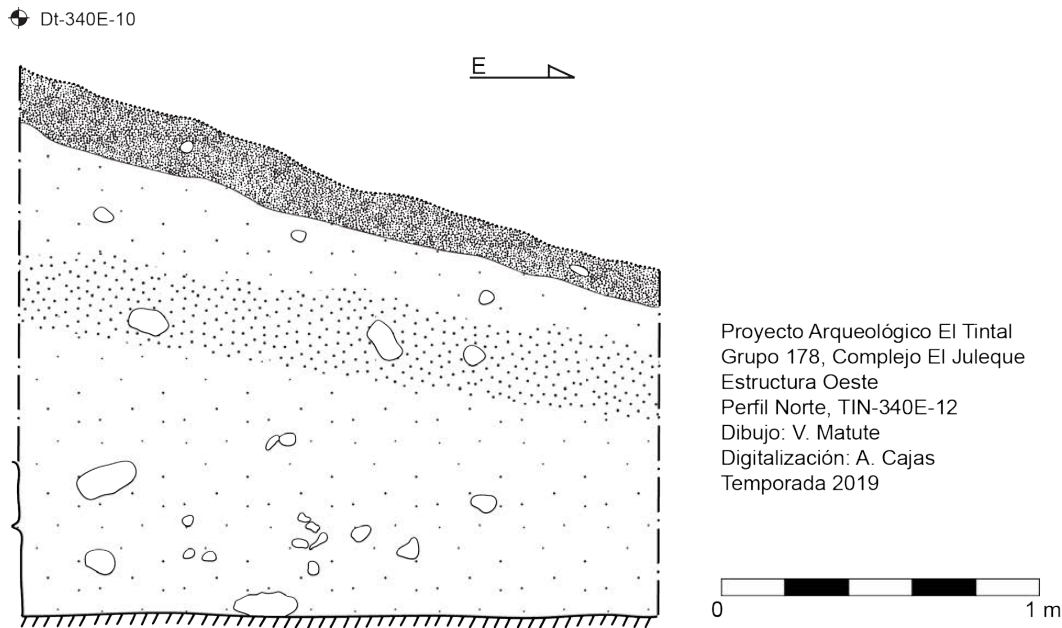 Dt-340E-10
E
Proyecto Arqueológico El Tintal
Grupo 178, Complejo El Juleque
Estructura Oeste
Perfil Norte, TIN-340E-12
Dibujo: V. Matute
Digitalización: A. Cajas
Temporada 2019
0 1 m